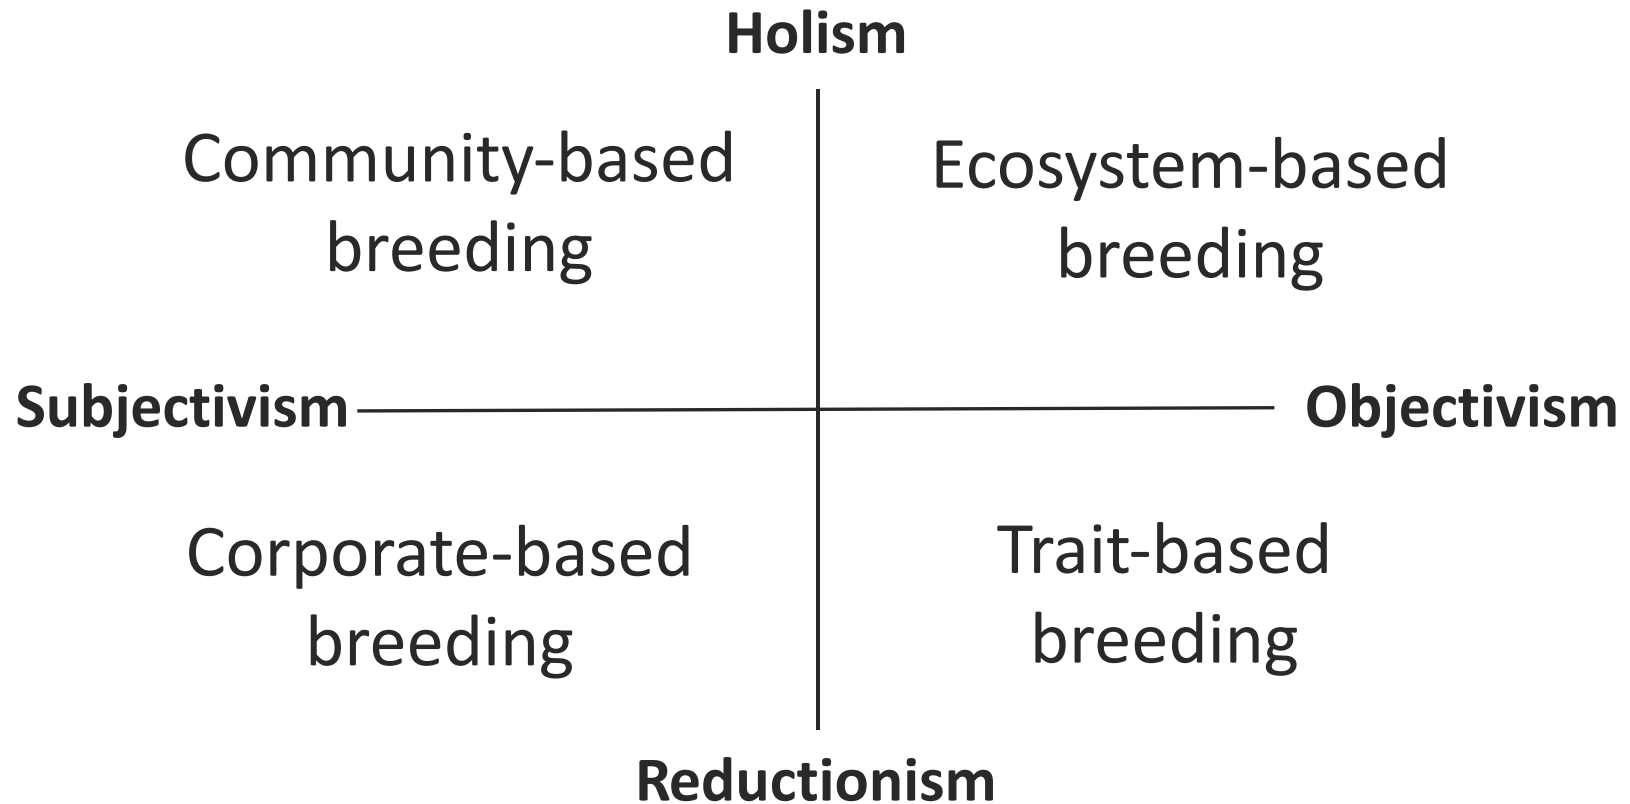 Holism
Community-based
breeding
Ecosystem-based
breeding
Subjectivism
Objectivism
Corporate-based
breeding
Trait-based
breeding
Reductionism